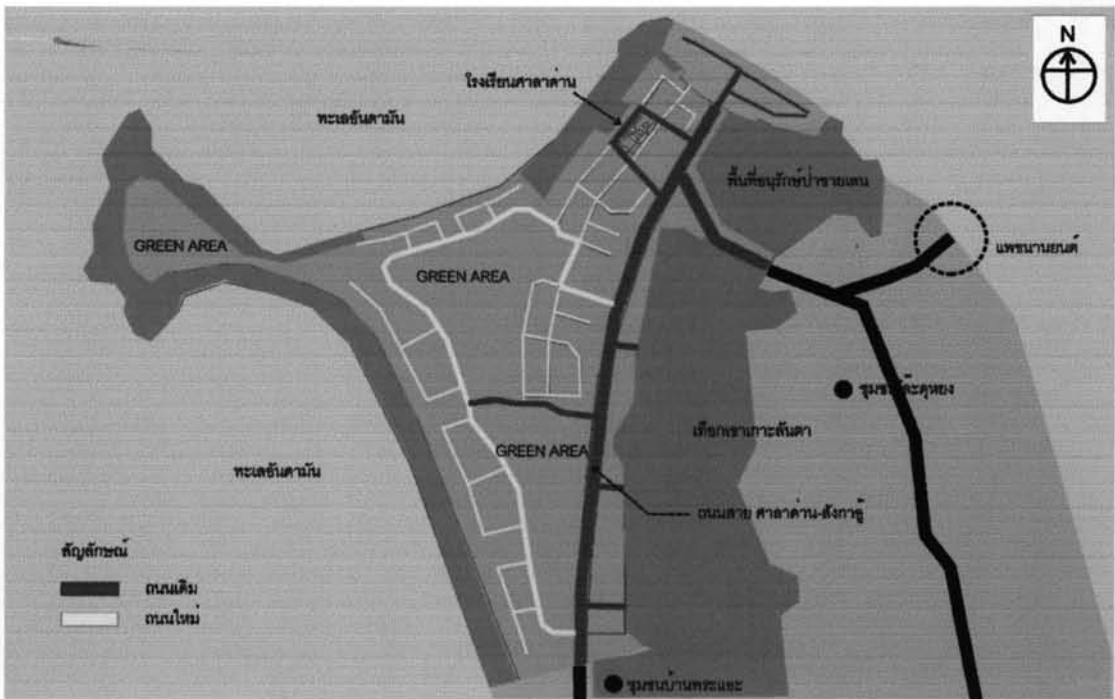 N
โรงเรียนศาลาด่าน
ทะเลอันดามัน
พื้นที่อนุรักษ์ป่าชายเลน
GREEN AREA
แพขนานยนต์
GREEN AREA
ชุมชน
เทือกเขาเกาะลันตา
GREEN AREA
ทะเลอันดามัน
ถนนสาย ศาลาด่าน-สังกาอู้
สัญลักษณ์
ถนนเดิม
ถนนใหม่
ชุมชนบ้านพระแอะ